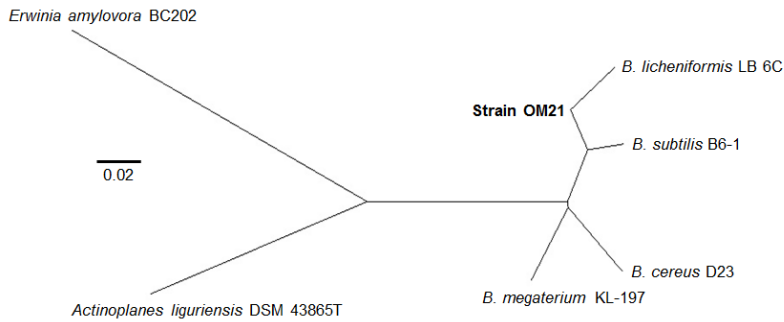 Erwinia amylovora BC202
B. licheniformis LB 6C
Strain OM21
B. subtilis B6-1
0.02
B. cereus D23
B. megaterium KL-197
Actinoplanes liguriensis DSM 43865T